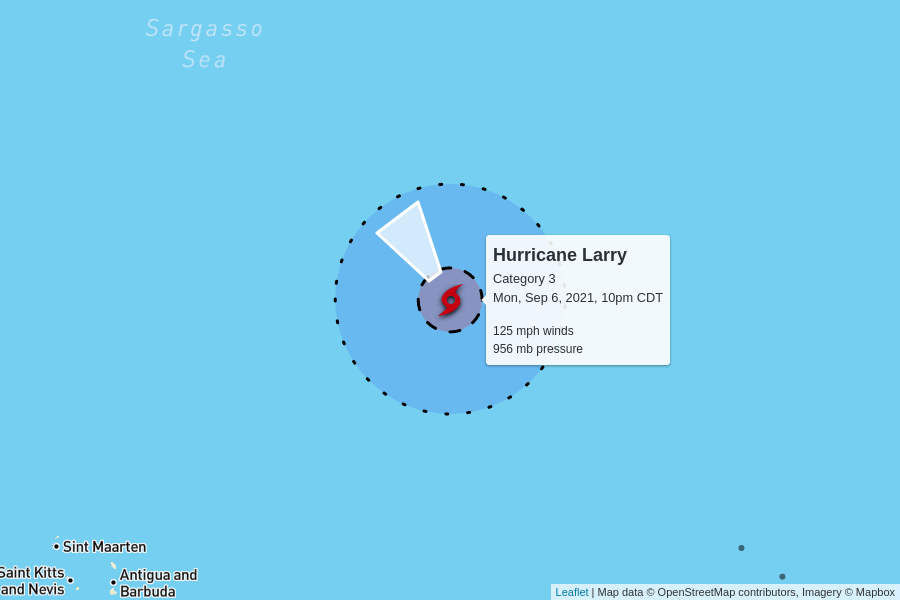 Sargasso
Sea
Hurricane Larry
Category 3
Mon, Sep 6, 2021, 10pm CDT
125 mph winds
956 mb pressure
Sint Maarten
Saint Kitts
and Nevis
Antigua and
Barbuda
Leaflet | Map data © OpenStreetMap contributors, Imagery © Mapbox